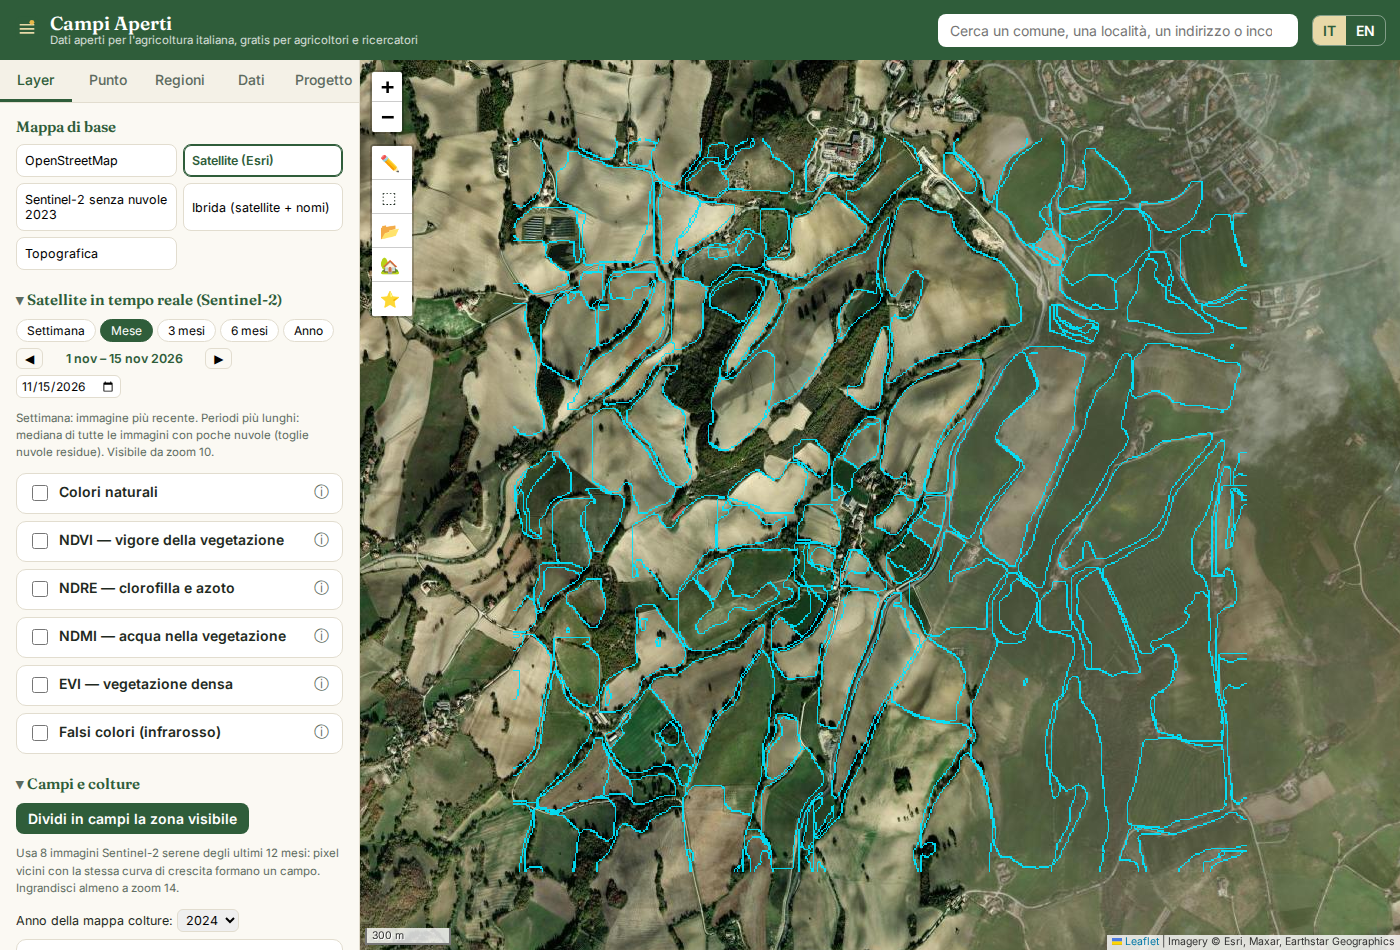 Campi Aperti
Dati aperti per l'agricoltura italiana, gratis per agricoltori e ricercatori
Cerca un comune, una località, un indirizzo o inco
IT
EN
Layer
Punto
Regioni
Dati
Progetto
Mappa di base
OpenStreetMap
Satellite (Esri)
Sentinel-2 senza nuvole
2023
Ibrida (satellite + nomi)
Topografica
▾ Satellite in tempo reale (Sentinel-2)
Settimana
Mese
3 mesi
6 mesi
Anno
◀
1 nov – 15 nov 2026
▶
11/15/2026
Settimana: immagine più recente. Periodi più lunghi:
mediana di tutte le immagini con poche nuvole (toglie
nuvole residue). Visibile da zoom 10.
Colori naturali
ⓘ
NDVI — vigore della vegetazione
ⓘ
NDRE — clorofilla e azoto
ⓘ
NDMI — acqua nella vegetazione
ⓘ
EVI — vegetazione densa
ⓘ
Falsi colori (infrarosso)
ⓘ
▾ Campi e colture
Dividi in campi la zona visibile
Usa 8 immagini Sentinel-2 serene degli ultimi 12 mesi: pixel
vicini con la stessa curva di crescita formano un campo.
Ingrandisci almeno a zoom 14.
Anno della mappa colture: 2024
+
−
300 m
Leaflet | Imagery © Esri, Maxar, Earthstar Geographics